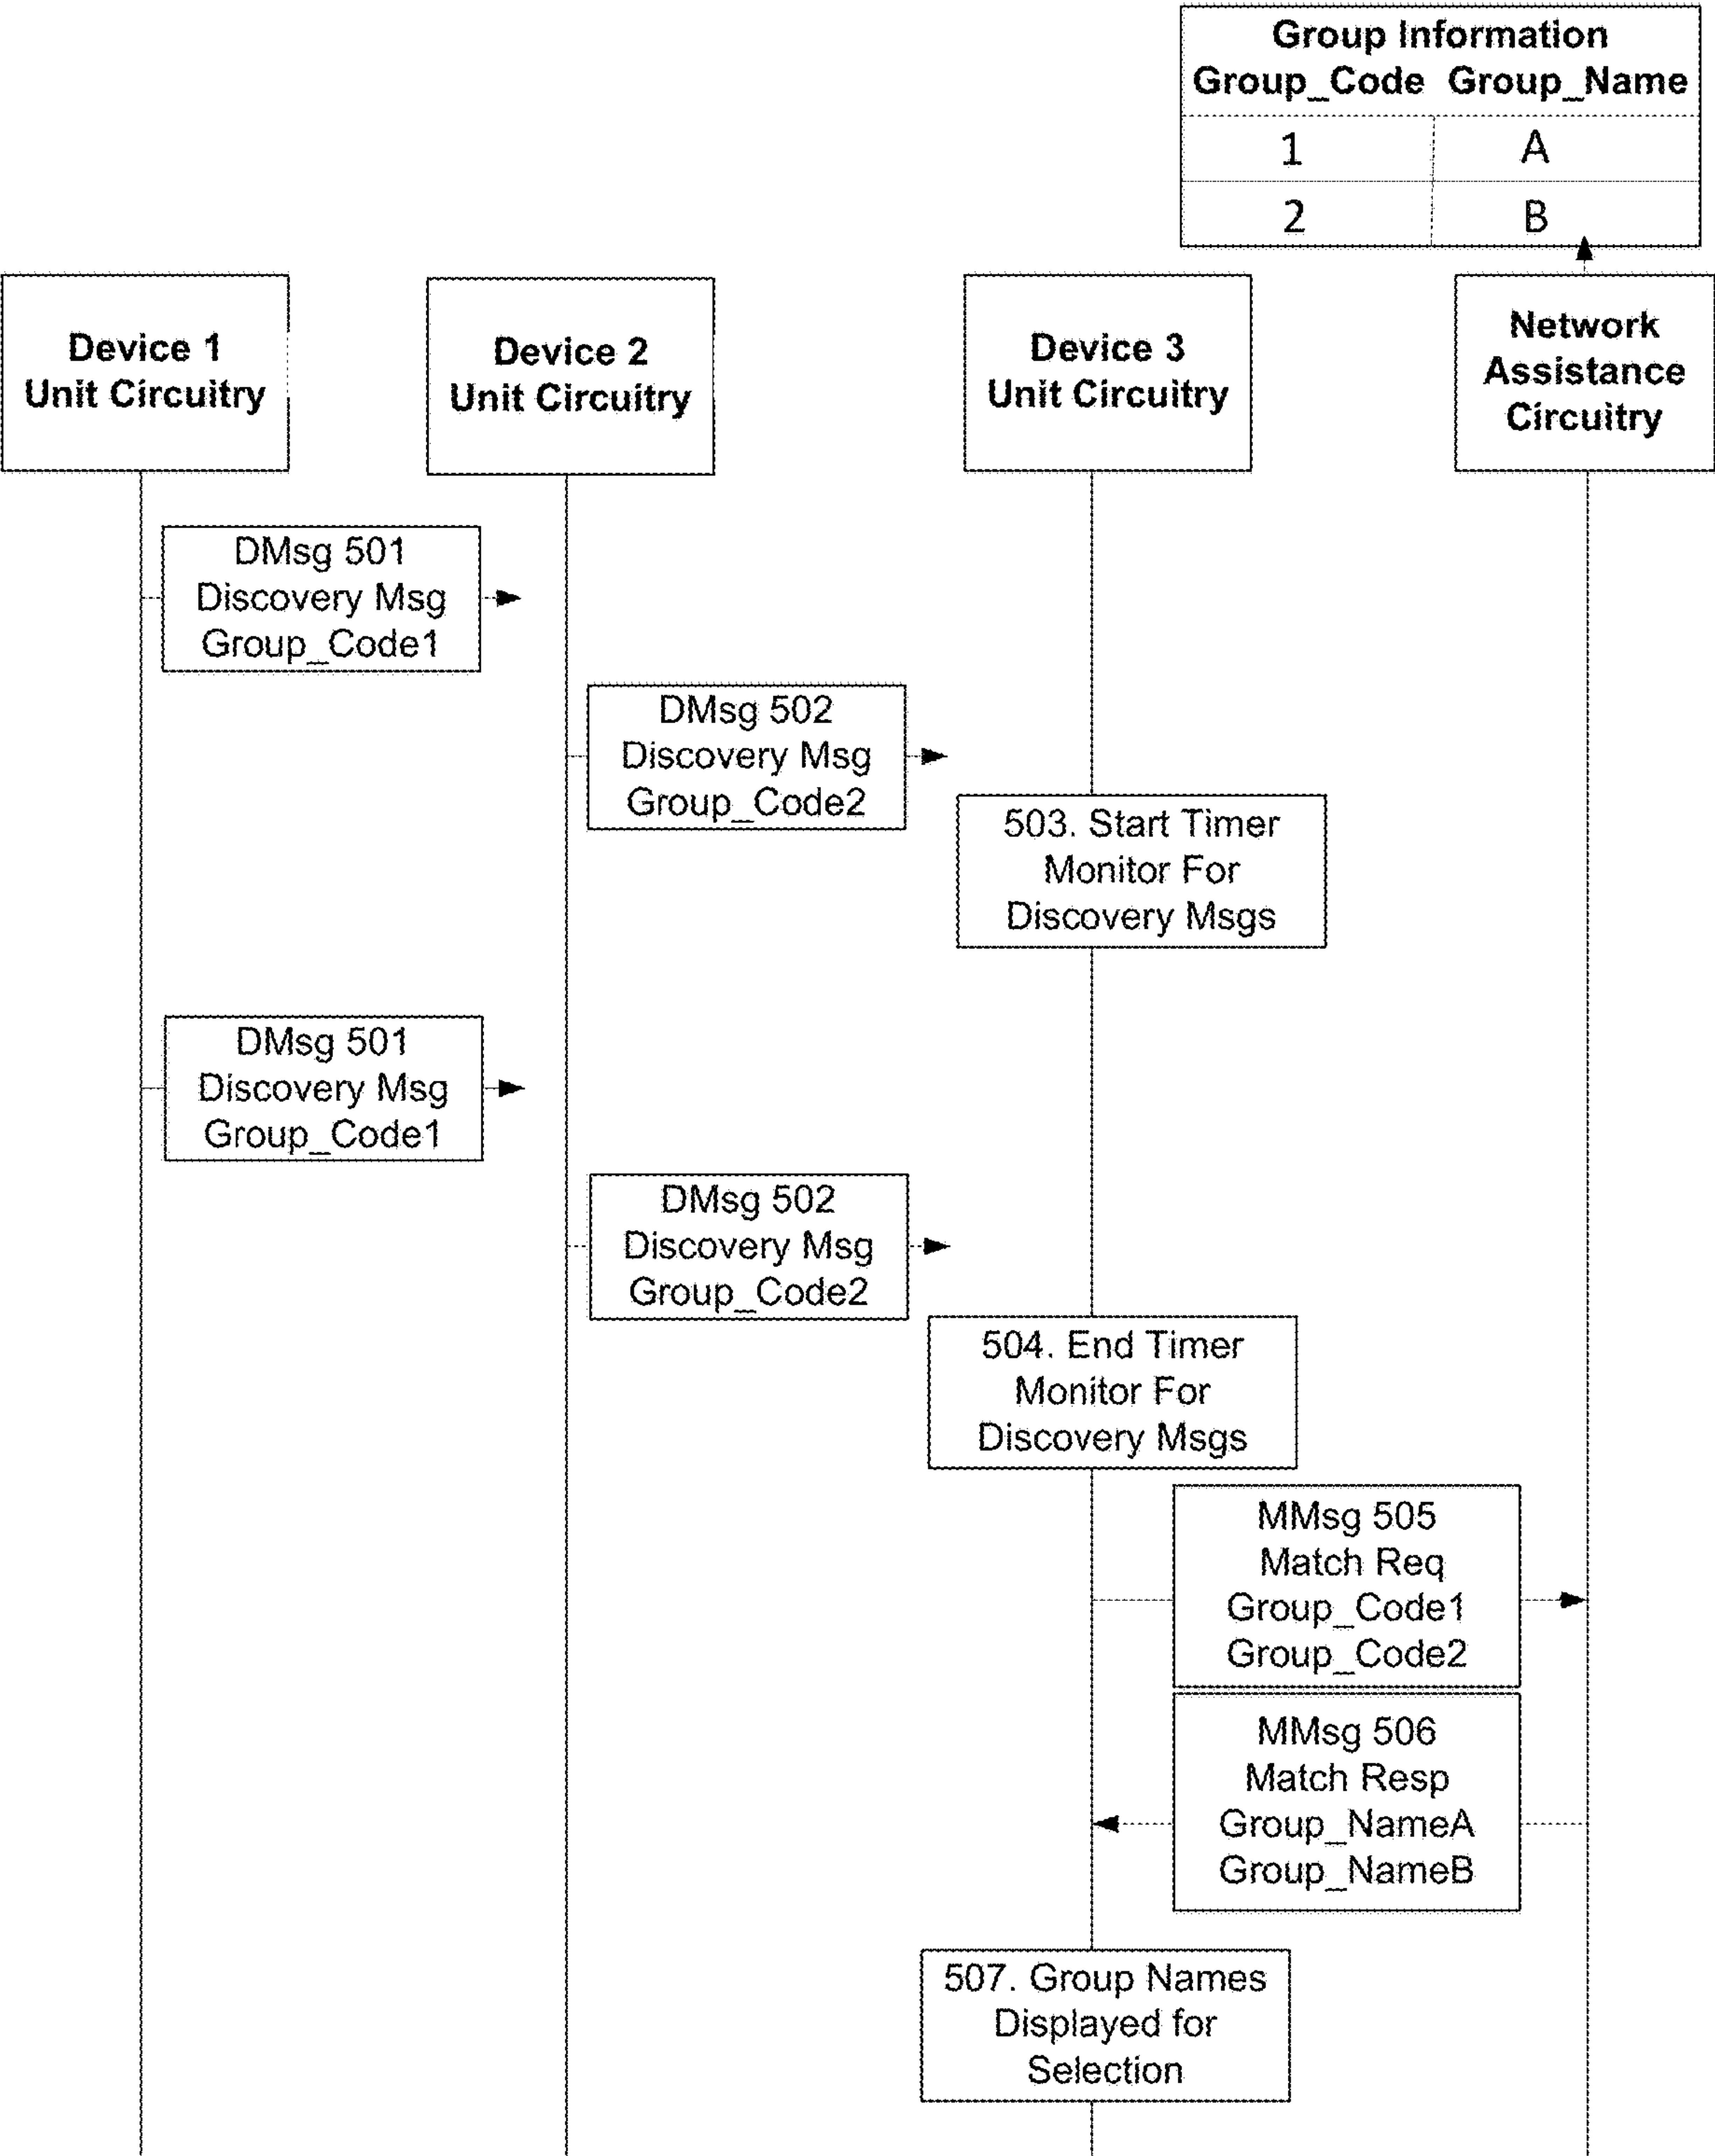 Group Information
Group_Code Group_Name
1 A
2 B
Device 1
Unit Circuitry
Device 2
Unit Circuitry
Device 3
Unit Circuitry
Network
Assistance
Circuitry
DMsg 501
Discovery Msg
Group_Code1
DMsg 502
Discovery Msg
Group_Code2
503. Start Timer
Monitor For
Discovery Msgs
DMsg 501
Discovery Msg
Group_Code1
DMsg 502
Discovery Msg
Group_Code2
504. End Timer
Monitor For
Discovery Msgs
MMsg 505
Match Req
Group_Code1
Group_Code2
MMsg 506
Match Resp
Group_NameA
Group_NameB
507. Group Names
Displayed for
Selection